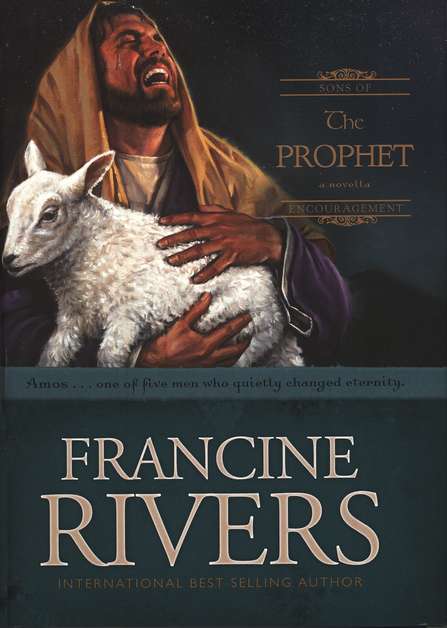 SONS OF
The
PROPHET
a novella
ENCOURAGEMENT
Amos . . . one of five men who quietly changed eternity.
FRANCINE
RIVERS
INTERNATIONAL BEST SELLING AUTHOR